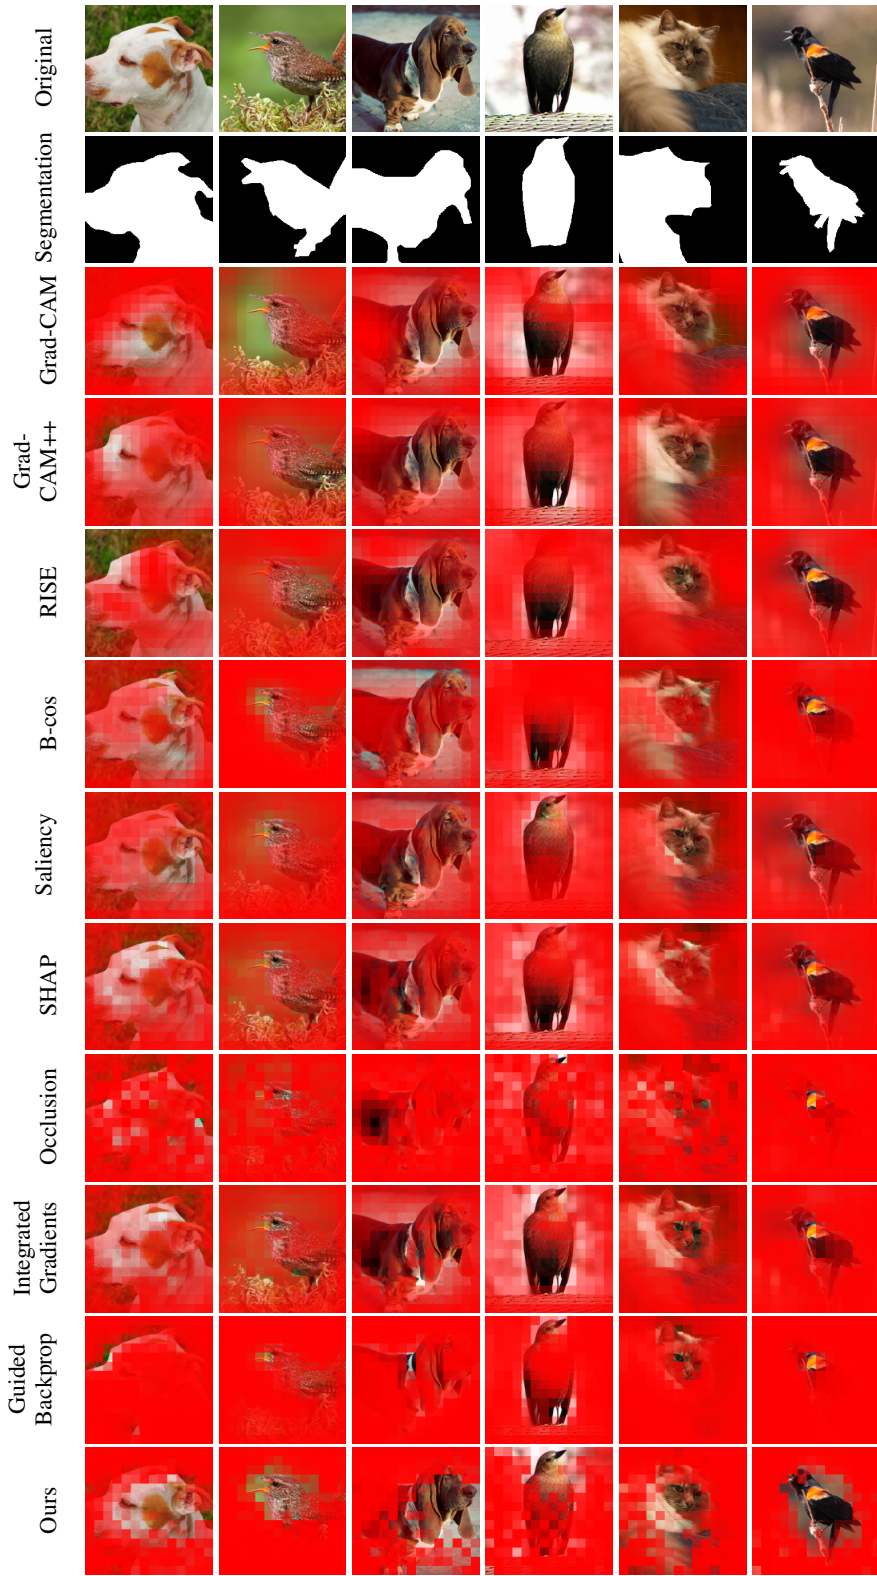 Original
Segmentation
Grad-CAM
Grad-
CAM++
RISE
B-cos
Saliency
SHAP
Occlusion
Integrated
Gradients
Guided
Backprop
Ours